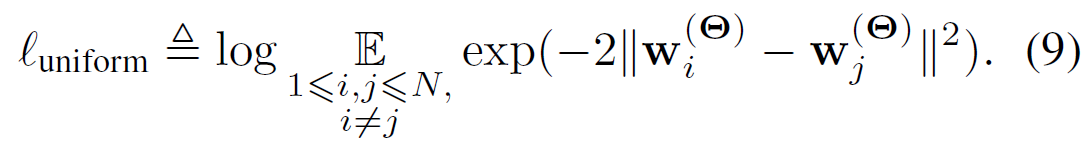 ℓ_uniform ≜ log 𝔼_{1⩽i,j⩽N, i≠j} exp(−2‖𝐰_i^{(𝚯)} − 𝐰_j^{(𝚯)}‖²). (9)